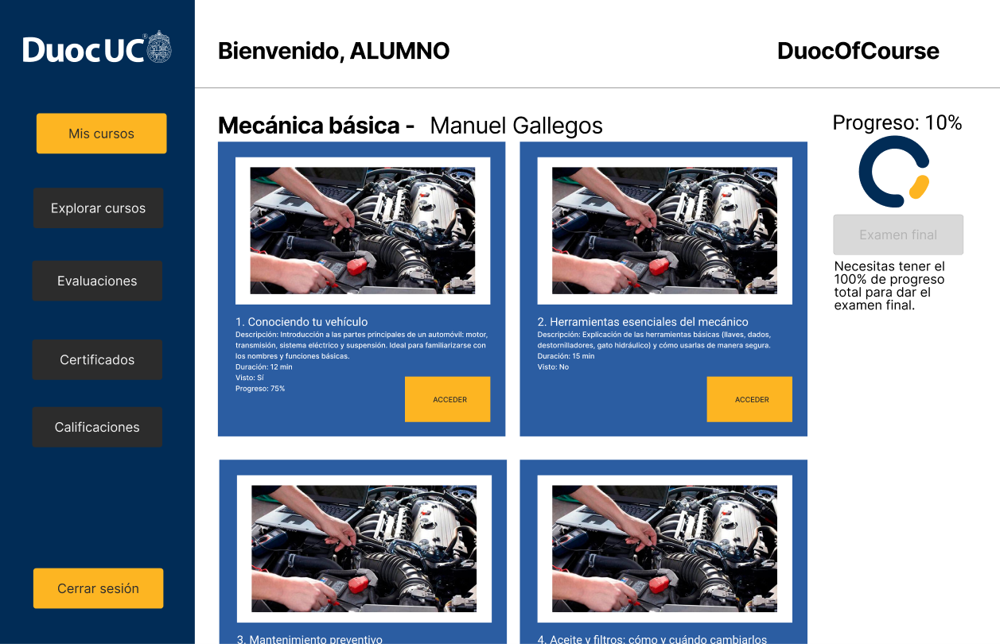 Duoc UC®
Bienvenido, ALUMNO
DuocOfCourse
Mis cursos
Explorar cursos
Evaluaciones
Certificados
Calificaciones
Cerrar sesión
Mecánica básica - Manuel Gallegos
1. Conociendo tu vehículo
Descripción: Introducción a las partes principales de un automóvil: motor,
transmisión, sistema eléctrico y suspensión. Ideal para familiarizarse con
los nombres y funciones básicas.
Duración: 12 min
Visto: Sí
Progreso: 75%
ACCEDER
2. Herramientas esenciales del mecánico
Descripción: Explicación de las herramientas básicas (llaves, dados,
destornilladores, gato hidráulico) y cómo usarlas de manera segura.
Duración: 15 min
Visto: No
ACCEDER
3. Mantenimiento preventivo
4. Aceite y filtros: cómo y cuándo cambiarlos
Progreso: 10%
Examen final
Necesitas tener el
100% de progreso
total para dar el
examen final.